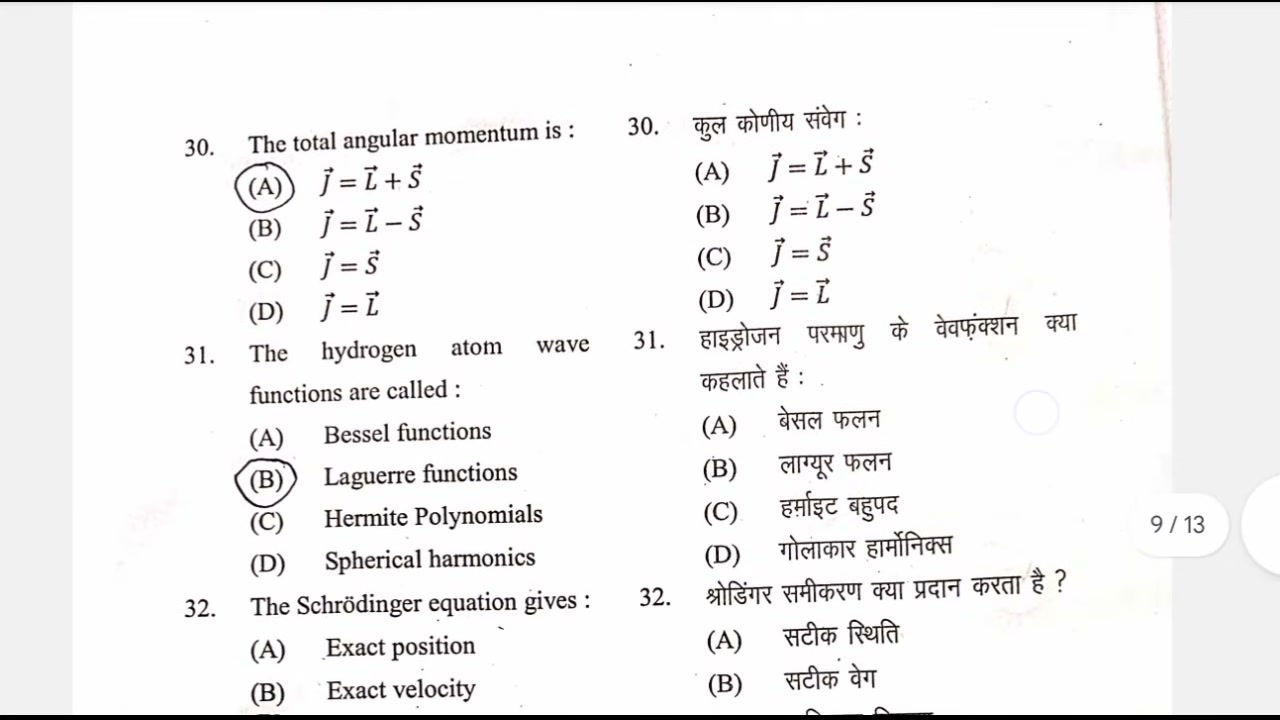 30. The total angular momentum is :
(A) J⃗ = L⃗ + S⃗
(B) J⃗ = L⃗ − S⃗
(C) J⃗ = S⃗
(D) J⃗ = L⃗
31. The hydrogen atom wave
functions are called :
(A) Bessel functions
(B) Laguerre functions
(C) Hermite Polynomials
(D) Spherical harmonics
32. The Schrödinger equation gives :
(A) Exact position
(B) Exact velocity
30. कुल कोणीय संवेग :
(A) J⃗ = L⃗ + S⃗
(B) J⃗ = L⃗ − S⃗
(C) J⃗ = S⃗
(D) J⃗ = L⃗
31. हाइड्रोजन परमाणु के वेवफ़ंक्शन क्या
कहलाते हैं :
(A) बेसल फलन
(B) लाग्यूर फलन
(C) हर्माइट बहुपद
(D) गोलाकार हार्मोनिक्स
32. श्रोडिंगर समीकरण क्या प्रदान करता है ?
(A) सटीक स्थिति
(B) सटीक वेग
9 / 13